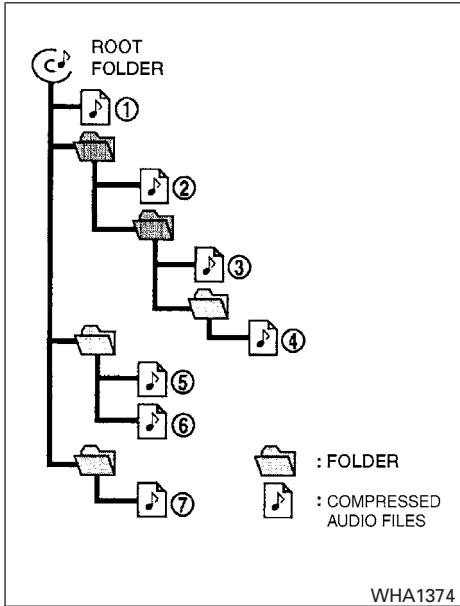 ROOT
FOLDER
①
②
③
④
⑤
⑥
⑦
: FOLDER
: COMPRESSED
AUDIO FILES
WHA1374